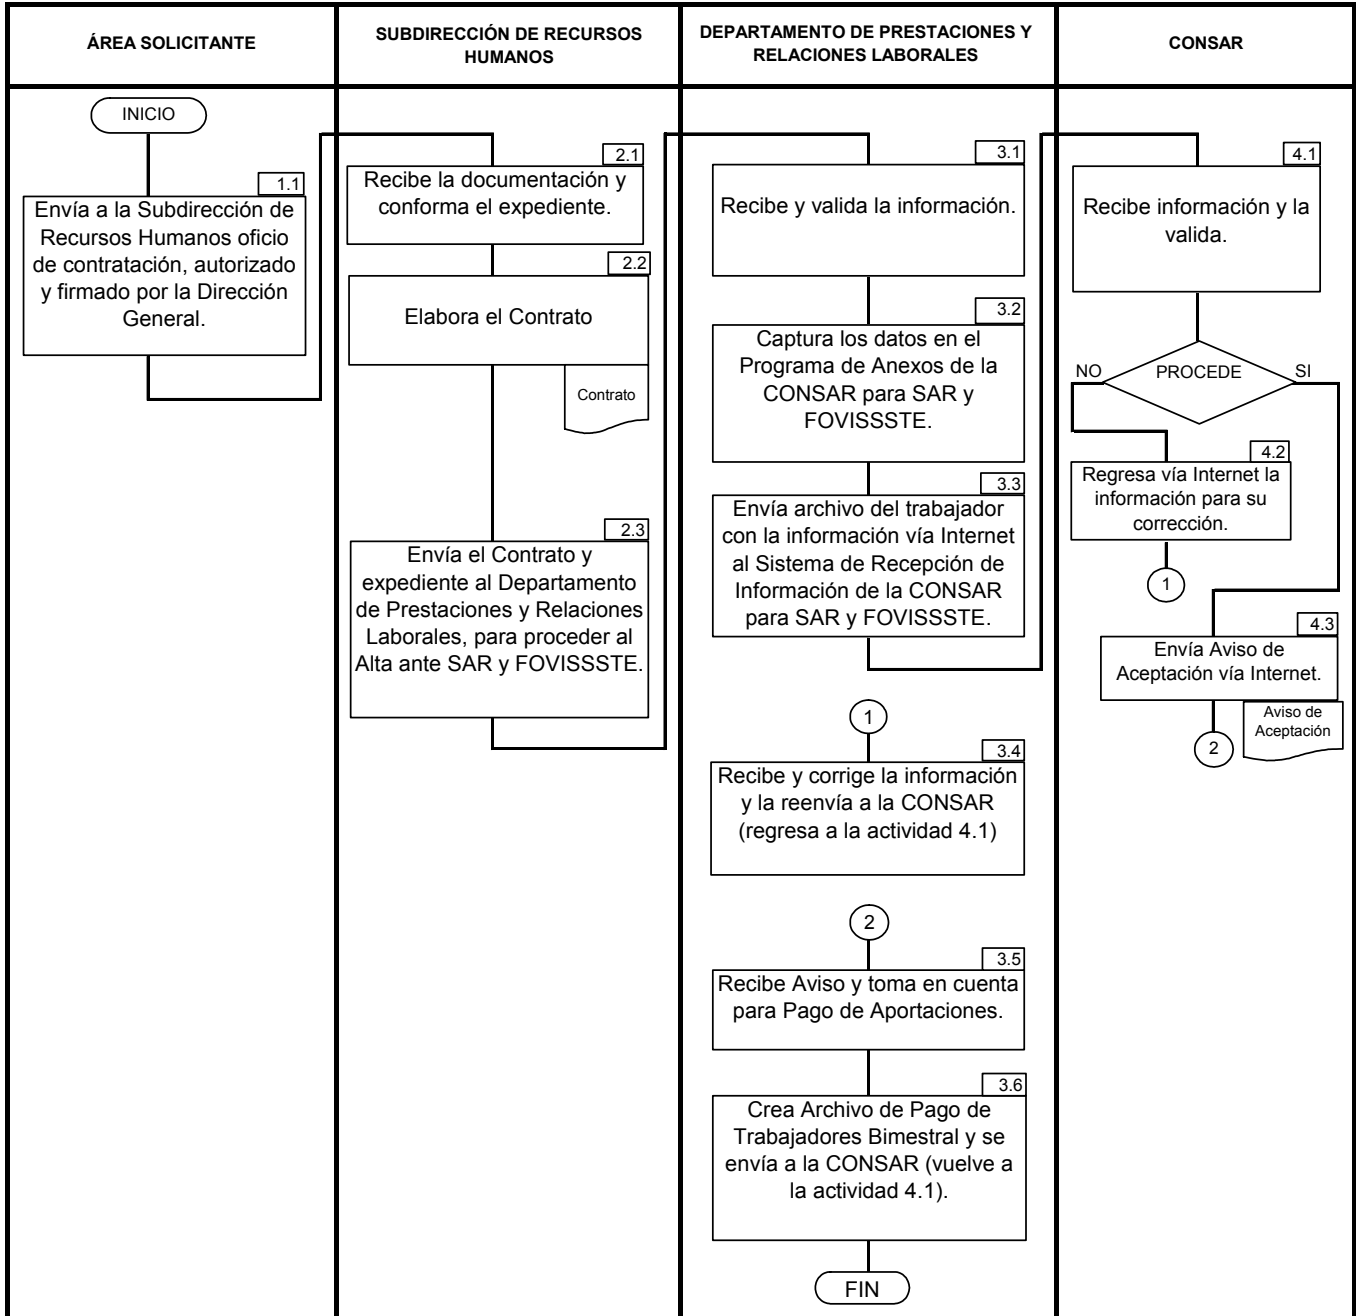 ÁREA SOLICITANTE
SUBDIRECCIÓN DE RECURSOS
HUMANOS
DEPARTAMENTO DE PRESTACIONES Y
RELACIONES LABORALES
CONSAR
INICIO
1.1
Envía a la Subdirección de
Recursos Humanos oficio
de contratación, autorizado
y firmado por la Dirección
General.
2.1
Recibe la documentación y
conforma el expediente.
2.2
Elabora el Contrato
Contrato
2.3
Envía el Contrato y
expediente al Departamento
de Prestaciones y Relaciones
Laborales, para proceder al
Alta ante SAR y FOVISSSTE.
3.1
Recibe y valida la información.
3.2
Captura los datos en el
Programa de Anexos de la
CONSAR para SAR y
FOVISSSTE.
3.3
Envía archivo del trabajador
con la información vía Internet
al Sistema de Recepción de
Información de la CONSAR
para SAR y FOVISSSTE.
1
3.4
Recibe y corrige la información
y la reenvía a la CONSAR
(regresa a la actividad 4.1)
2
3.5
Recibe Aviso y toma en cuenta
para Pago de Aportaciones.
3.6
Crea Archivo de Pago de
Trabajadores Bimestral y se
envía a la CONSAR (vuelve a
la actividad 4.1).
FIN
4.1
Recibe información y la
valida.
NO
PROCEDE
SI
4.2
Regresa vía Internet la
información para su
corrección.
1
4.3
Envía Aviso de
Aceptación vía Internet.
Aviso de
Aceptación
2